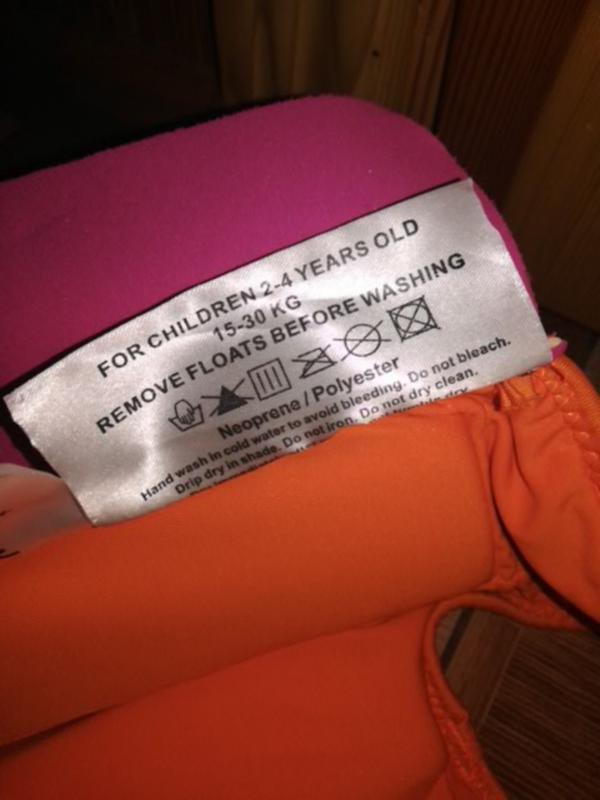 FOR CHILDREN 2-4 YEARS OLD
15-30 KG
REMOVE FLOATS BEFORE WASHING
Neoprene / Polyester
Hand wash in cold water to avoid bleeding. Do not bleach.
Drip dry in shade. Do not iron. Do not dry clean.